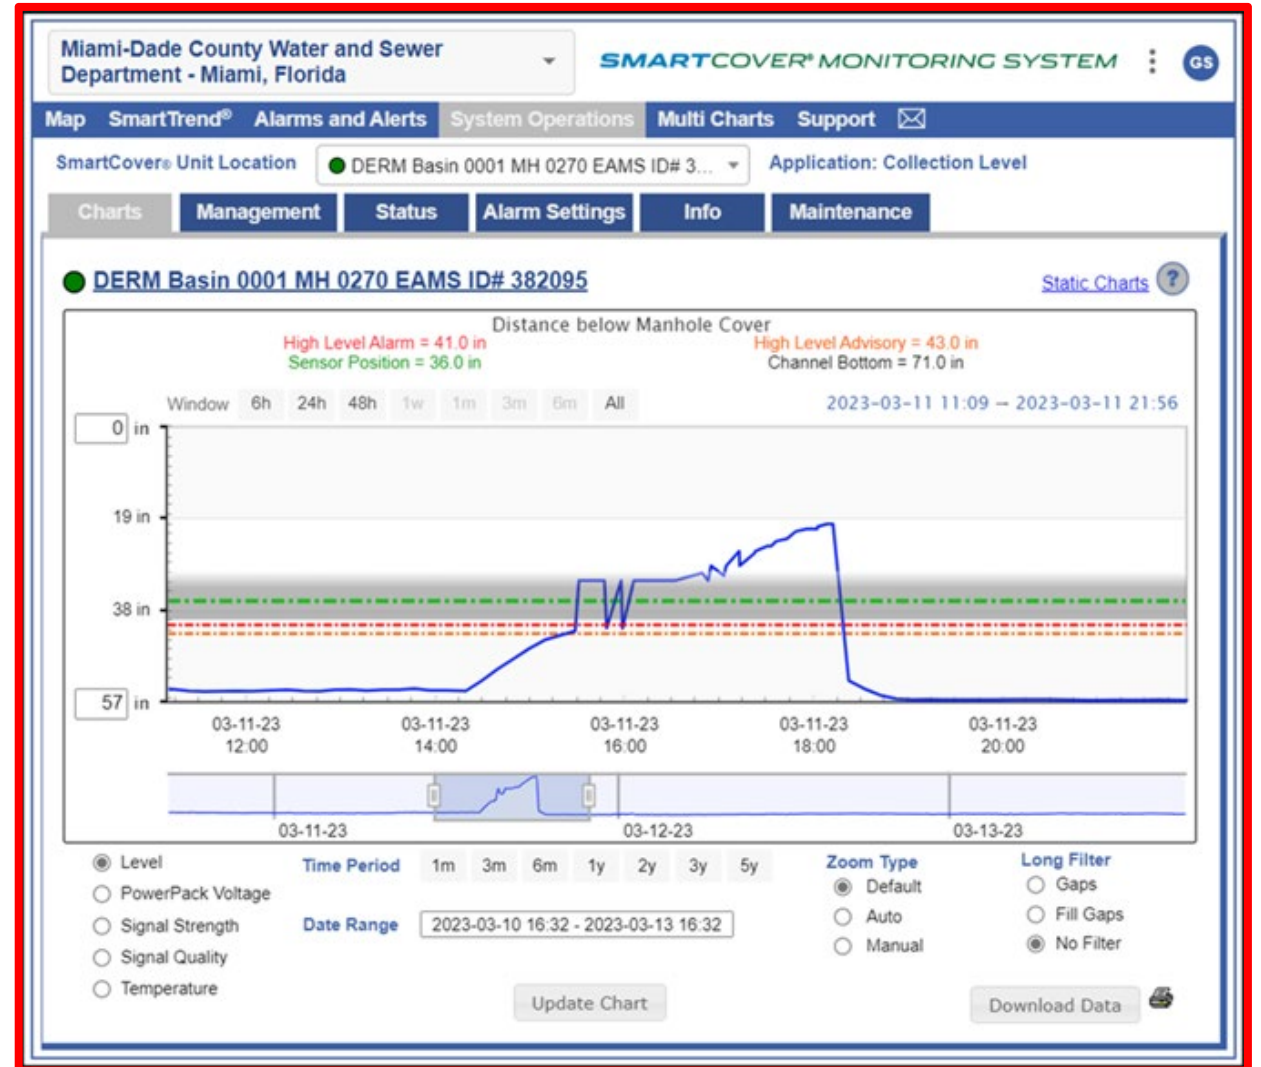 Miami-Dade County Water and Sewer
Department - Miami, Florida
SMARTCOVER® MONITORING SYSTEM
GS
Map SmartTrend® Alarms and Alerts System Operations Multi Charts Support
SmartCover® Unit Location
DERM Basin 0001 MH 0270 EAMS ID# 3...
Application: Collection Level
Charts Management Status Alarm Settings Info Maintenance
DERM Basin 0001 MH 0270 EAMS ID# 382095
Static Charts ?
Distance below Manhole Cover
High Level Alarm = 41.0 in High Level Advisory = 43.0 in
Sensor Position = 36.0 in Channel Bottom = 71.0 in
Window 6h 24h 48h 1w 1m 3m 6m All 2023-03-11 11:09 – 2023-03-11 21:56
0 in
19 in
38 in
57 in
03-11-23 03-11-23 03-11-23 03-11-23 03-11-23
12:00 14:00 16:00 18:00 20:00
03-11-23 03-12-23 03-13-23
Level
PowerPack Voltage
Signal Strength
Signal Quality
Temperature
Time Period 1m 3m 6m 1y 2y 3y 5y
Date Range 2023-03-10 16:32 - 2023-03-13 16:32
Update Chart
Zoom Type
Default
Auto
Manual
Long Filter
Gaps
Fill Gaps
No Filter
Download Data